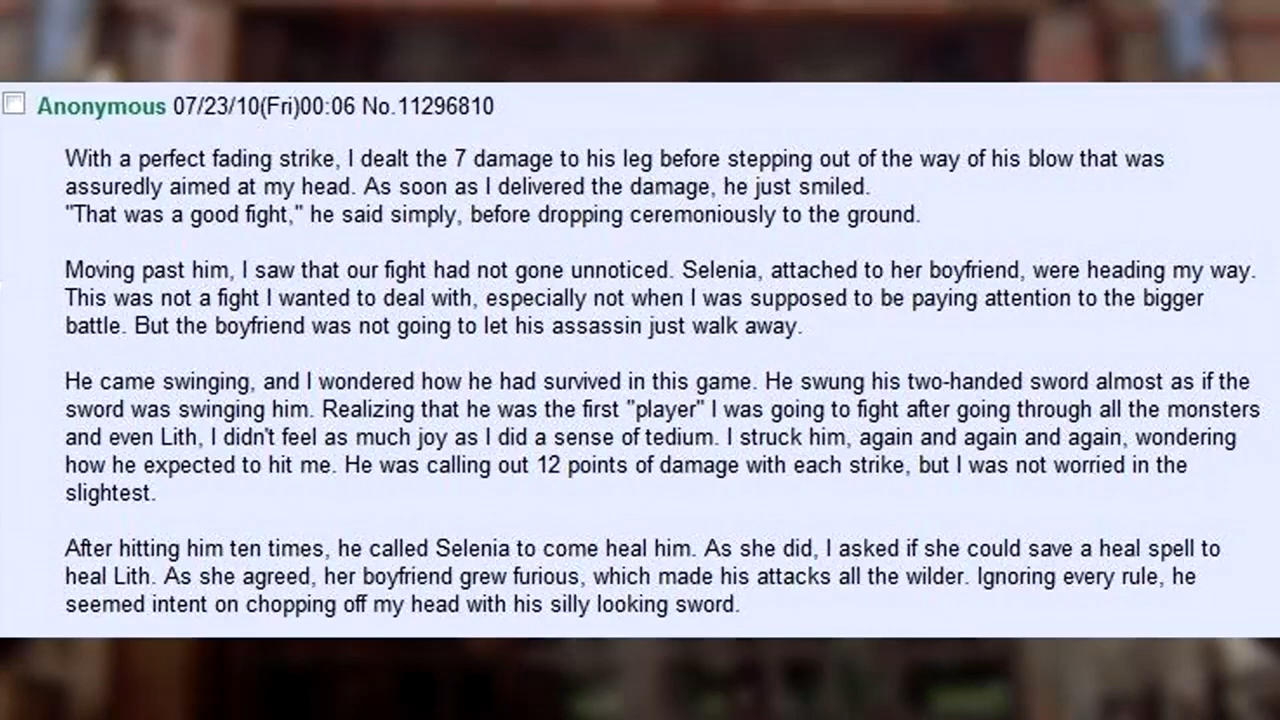 Anonymous 07/23/10(Fri)00:06 No.11296810
With a perfect fading strike, I dealt the 7 damage to his leg before stepping out of the way of his blow that was
assuredly aimed at my head. As soon as I delivered the damage, he just smiled.
"That was a good fight," he said simply, before dropping ceremoniously to the ground.
Moving past him, I saw that our fight had not gone unnoticed. Selenia, attached to her boyfriend, were heading my way.
This was not a fight I wanted to deal with, especially not when I was supposed to be paying attention to the bigger
battle. But the boyfriend was not going to let his assassin just walk away.
He came swinging, and I wondered how he had survived in this game. He swung his two-handed sword almost as if the
sword was swinging him. Realizing that he was the first "player" I was going to fight after going through all the monsters
and even Lith, I didn't feel as much joy as I did a sense of tedium. I struck him, again and again and again, wondering
how he expected to hit me. He was calling out 12 points of damage with each strike, but I was not worried in the
slightest.
After hitting him ten times, he called Selenia to come heal him. As she did, I asked if she could save a heal spell to
heal Lith. As she agreed, her boyfriend grew furious, which made his attacks all the wilder. Ignoring every rule, he
seemed intent on chopping off my head with his silly looking sword.